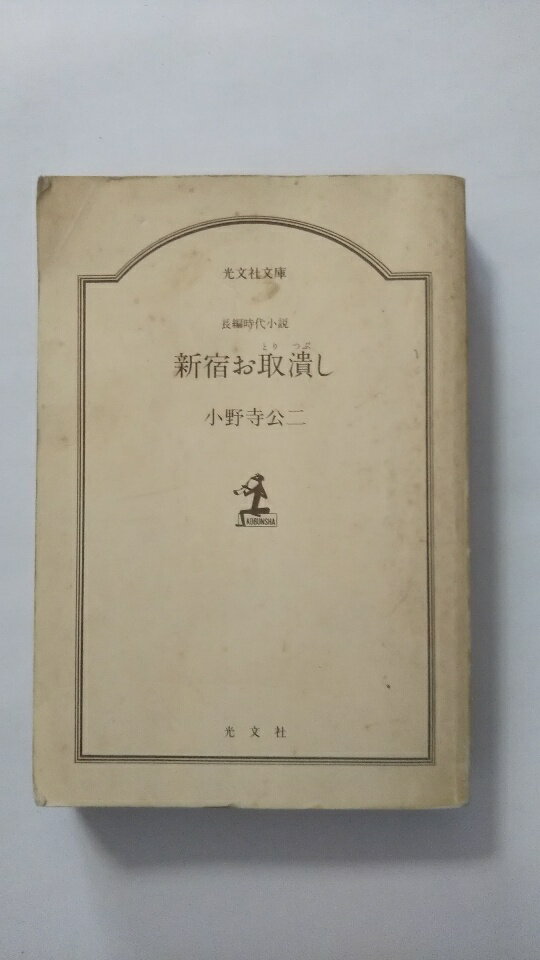 光文社文庫
長編時代小説
とり つぶ
新宿お取潰し
小野寺公二
KOBUNSHA
光文社